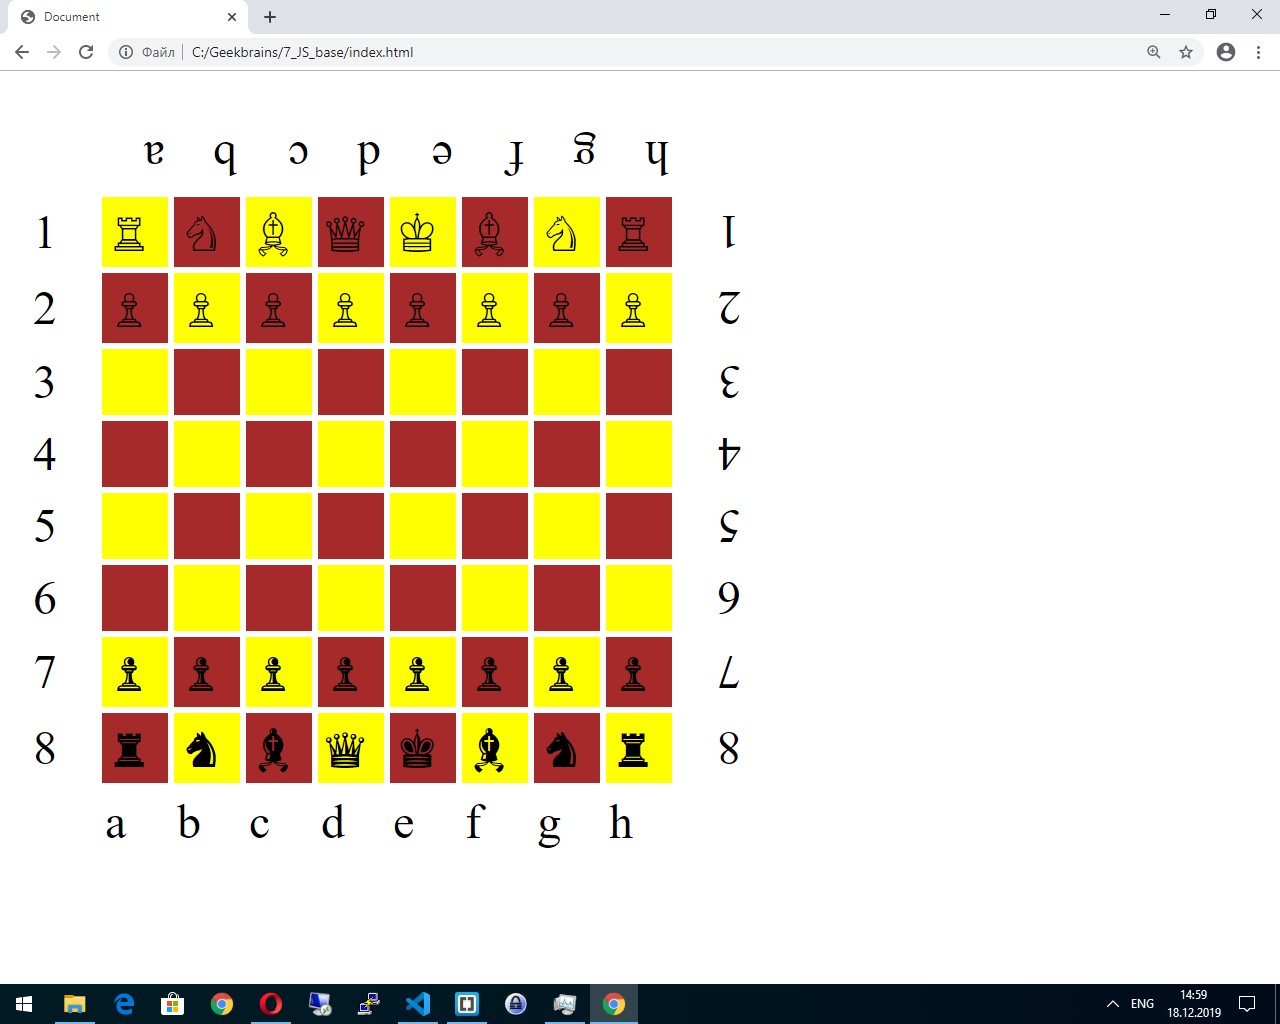 Document
Файл C:/Geekbrains/7_JS_base/index.html
a b c d e f g h
1 ♖ ♘ ♗ ♕ ♔ ♗ ♘ ♖ 1
2 ♙ ♙ ♙ ♙ ♙ ♙ ♙ ♙ 2
3 3
4 4
5 5
6 6
7 ♟ ♟ ♟ ♟ ♟ ♟ ♟ ♟ 7
8 ♜ ♞ ♝ ♛ ♚ ♝ ♞ ♜ 8
a b c d e f g h
ENG 14:59
18.12.2019